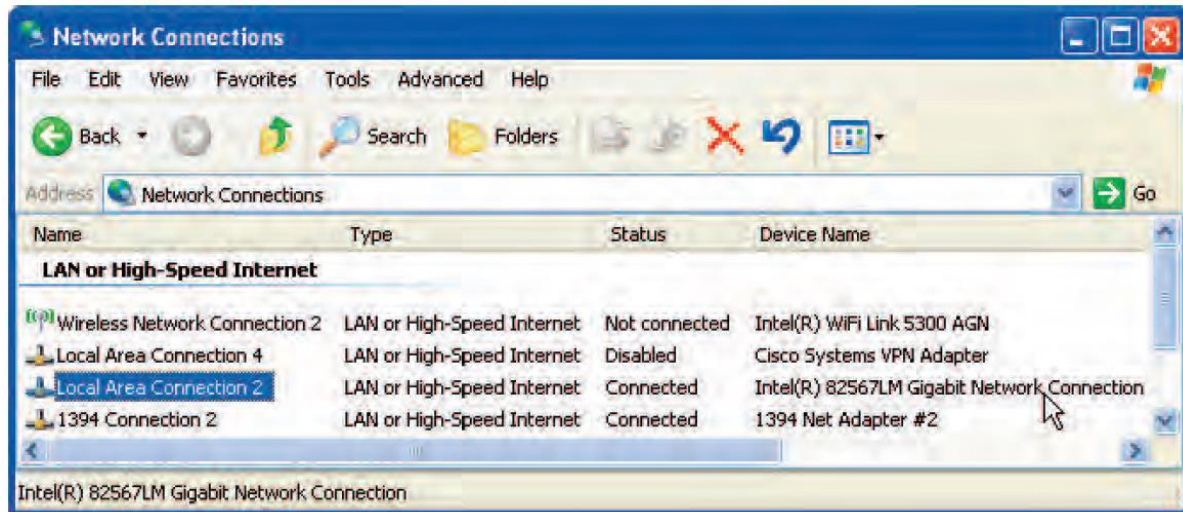 Network Connections
File Edit View Favorites Tools Advanced Help
Back Search Folders
Address Network Connections Go
Name Type Status Device Name
LAN or High-Speed Internet
Wireless Network Connection 2 LAN or High-Speed Internet Not connected Intel(R) WiFi Link 5300 AGN
Local Area Connection 4 LAN or High-Speed Internet Disabled Cisco Systems VPN Adapter
Local Area Connection 2 LAN or High-Speed Internet Connected Intel(R) 82567LM Gigabit Network Connection
1394 Connection 2 LAN or High-Speed Internet Connected 1394 Net Adapter #2
Intel(R) 82567LM Gigabit Network Connection